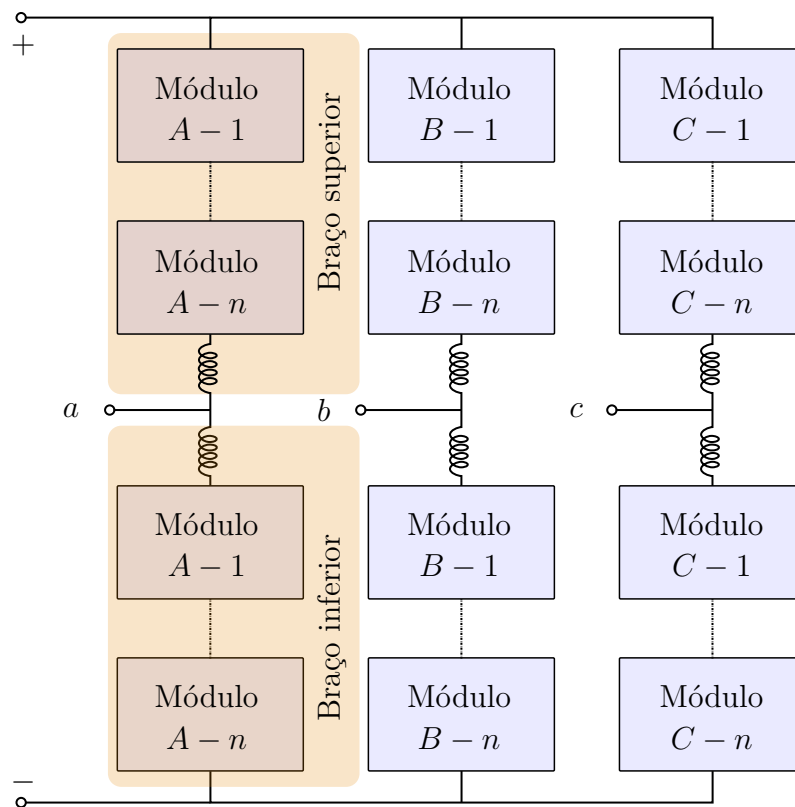 +
Módulo
A − 1
Módulo
B − 1
Módulo
C − 1
Braço superior
Módulo
A − n
Módulo
B − n
Módulo
C − n
a
b
c
Módulo
A − 1
Módulo
B − 1
Módulo
C − 1
Braço inferior
Módulo
A − n
Módulo
B − n
Módulo
C − n
−